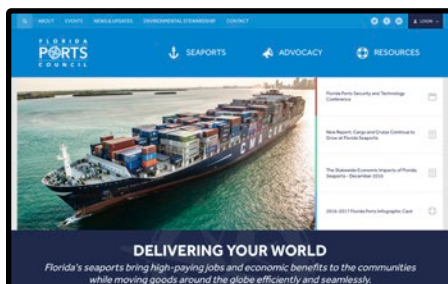 ABOUT
EVENTS
NEWS & UPDATES
ENVIRONMENTAL STEWARDSHIP
CONTACT
LOGIN
FLORIDA
PORTS
COUNCIL
SEAPORTS
ADVOCACY
RESOURCES
Florida Ports Security and Technology
Conference
New Report: Cargo and Cruise Continue to
Grow at Florida Seaports
The Statewide Economic Impacts of Florida
Seaports - December 2016
2016-2017 Florida Ports Infographic Card
CMA CGM
DELIVERING YOUR WORLD
Florida's seaports bring high-paying jobs and economic benefits to the communities
while moving goods around the globe efficiently and seamlessly.